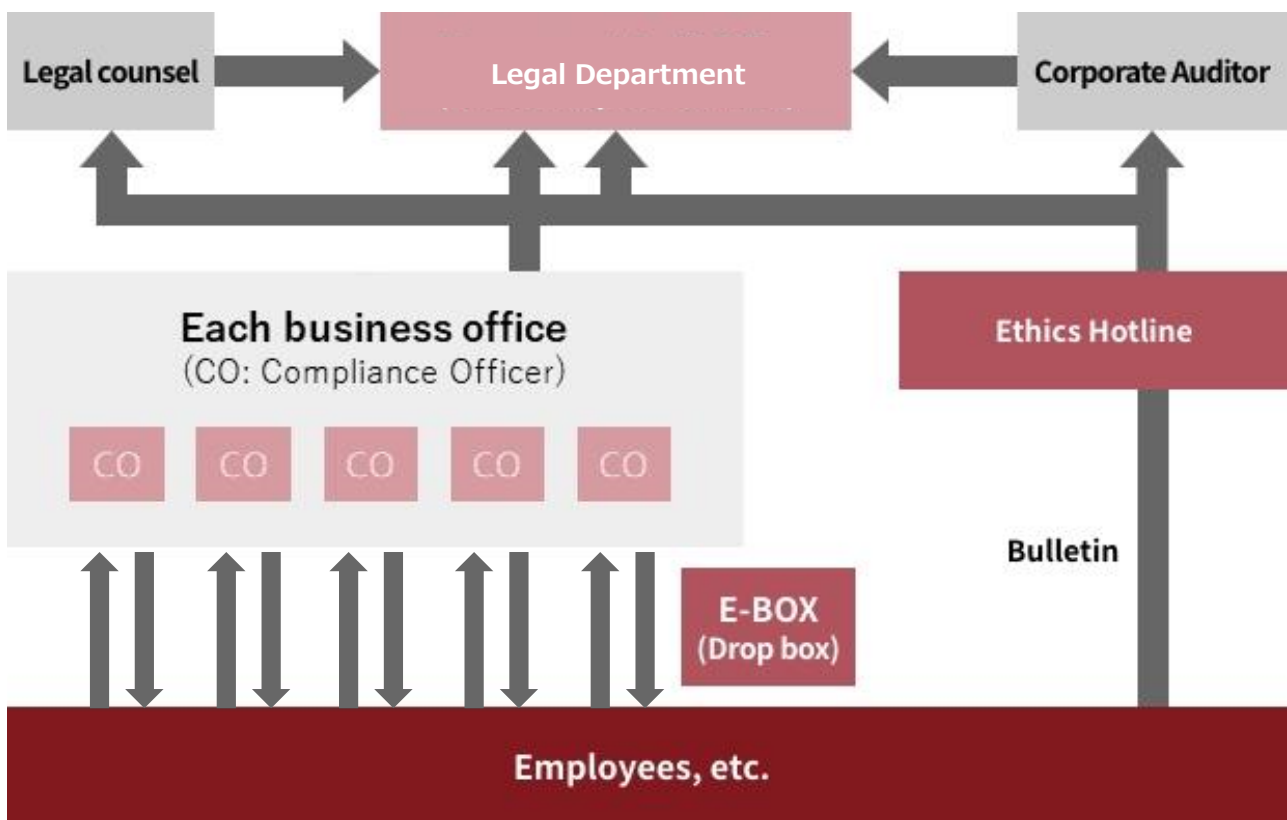 Legal counsel
Legal Department
Corporate Auditor
Each business office
(CO: Compliance Officer)
Ethics Hotline
CO
CO
CO
CO
CO
Bulletin
E-BOX
(Drop box)
Employees, etc.